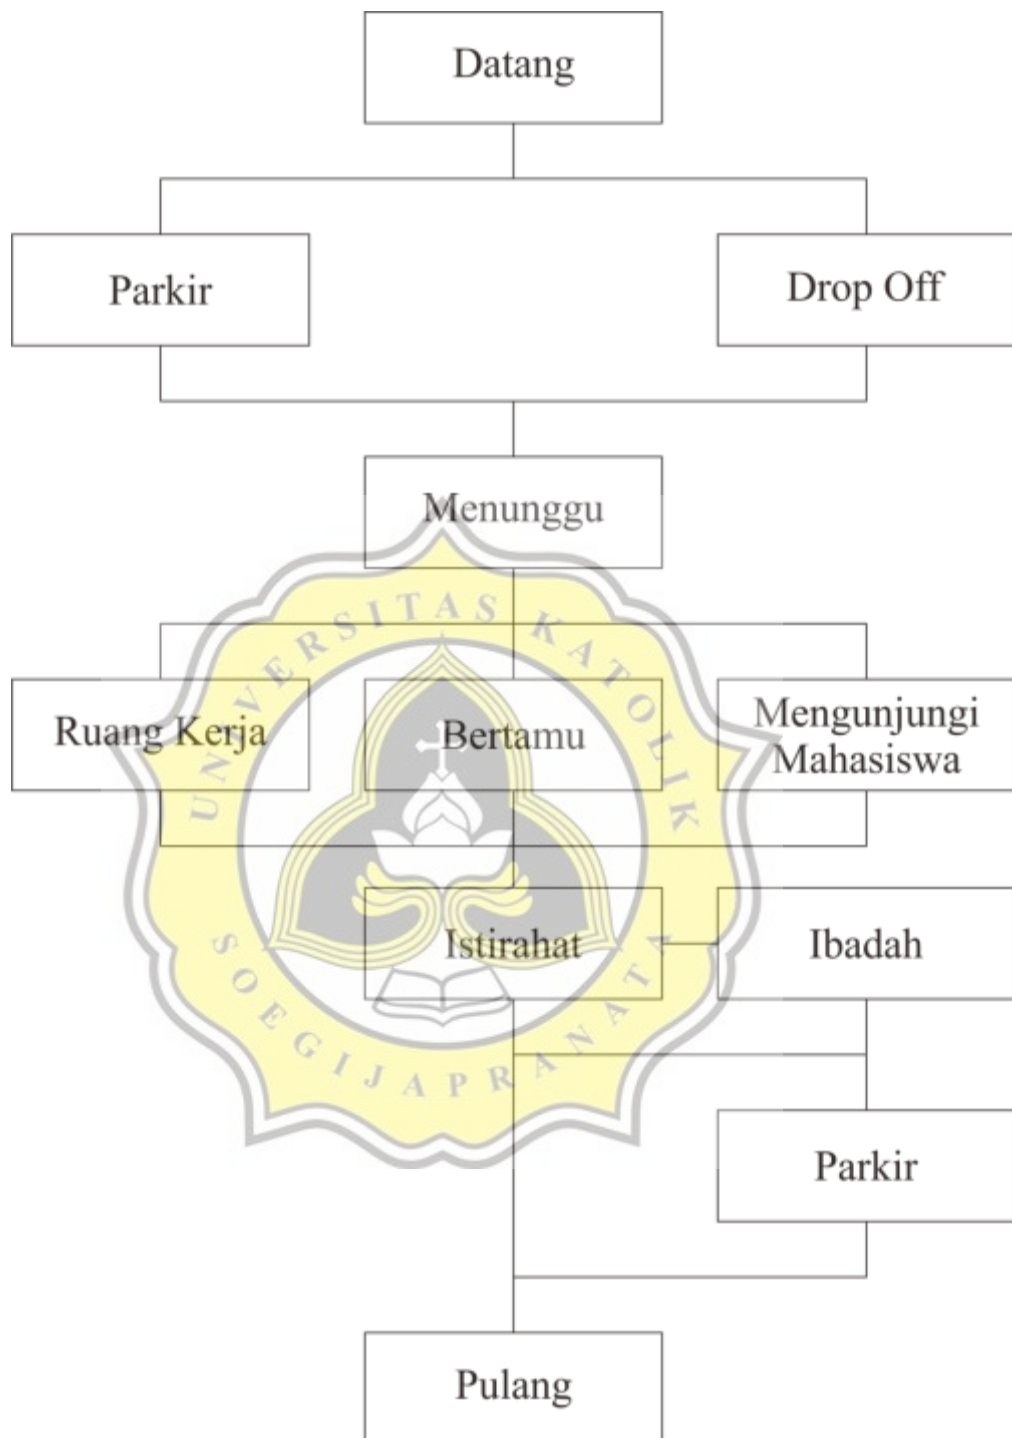 Datang
Parkir
Drop Off
Menunggu
UNIVERSITAS KATOLIK
Ruang Kerja
Bertamu
Mengunjungi
Mahasiswa
Istirahat
Ibadah
SOEGIJAPRANATA
Parkir
Pulang